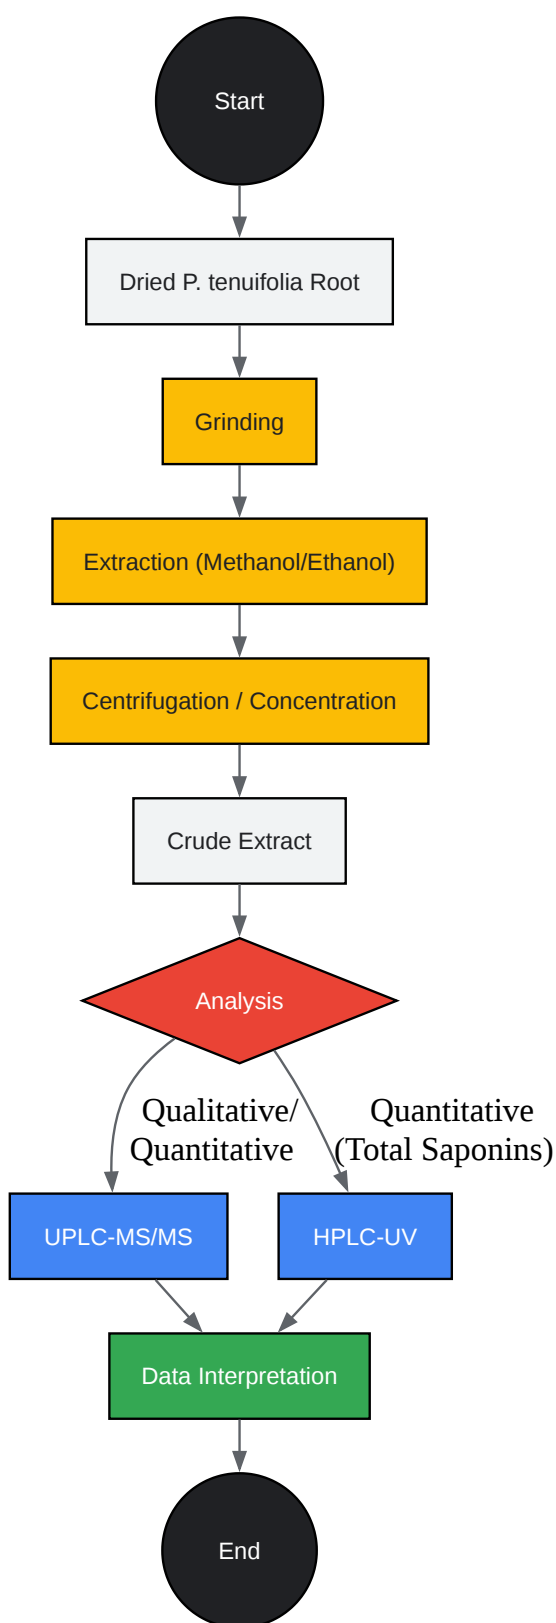 Start
Dried P. tenuifolia Root
Grinding
Extraction (Methanol/Ethanol)
Centrifugation / Concentration
Crude Extract
Analysis
Qualitative/
Quantitative
Quantitative
(Total Saponins)
UPLC-MS/MS
HPLC-UV
Data Interpretation
End